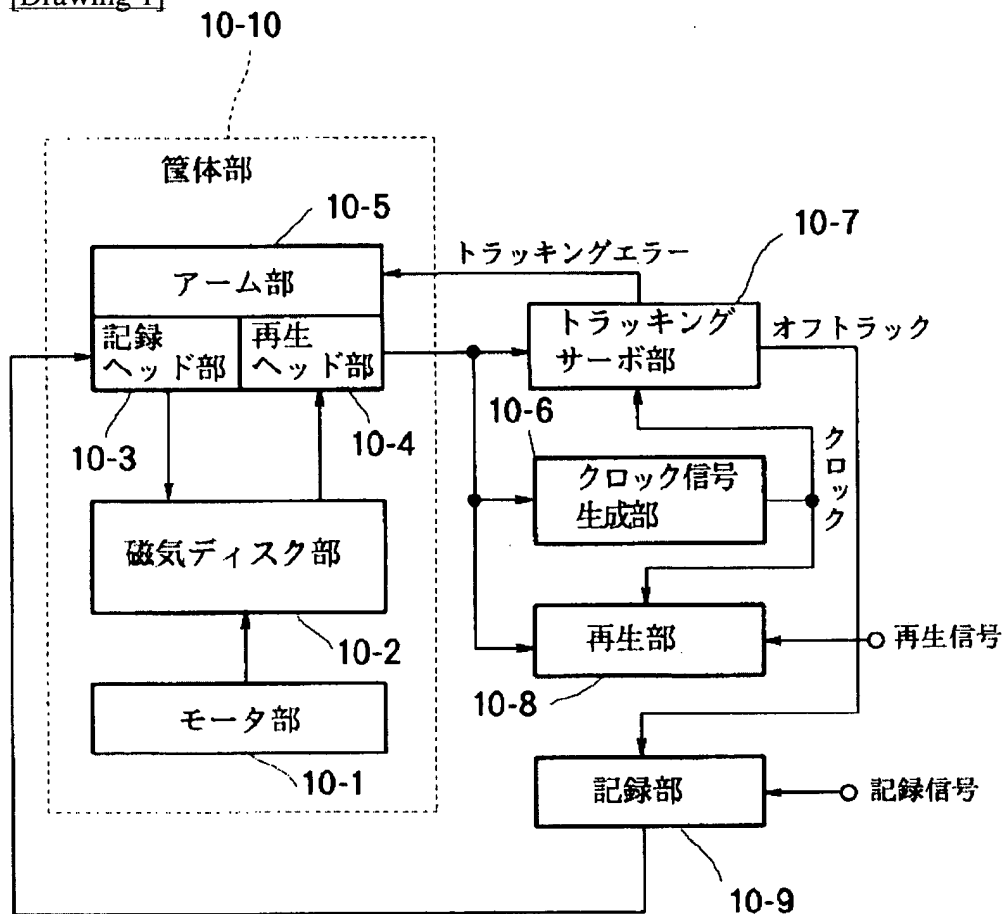 [Drawing 1]
10-10
筐体部
10-5
アーム部
記録
ヘッド部
再生
ヘッド部
10-3
10-4
磁気ディスク部
10-2
モータ部
10-1
トラッキングエラー
10-7
トラッキング
サーボ部
オフトラック
10-6
クロック信号
生成部
クロック
再生部
再生信号
10-8
記録部
記録信号
10-9